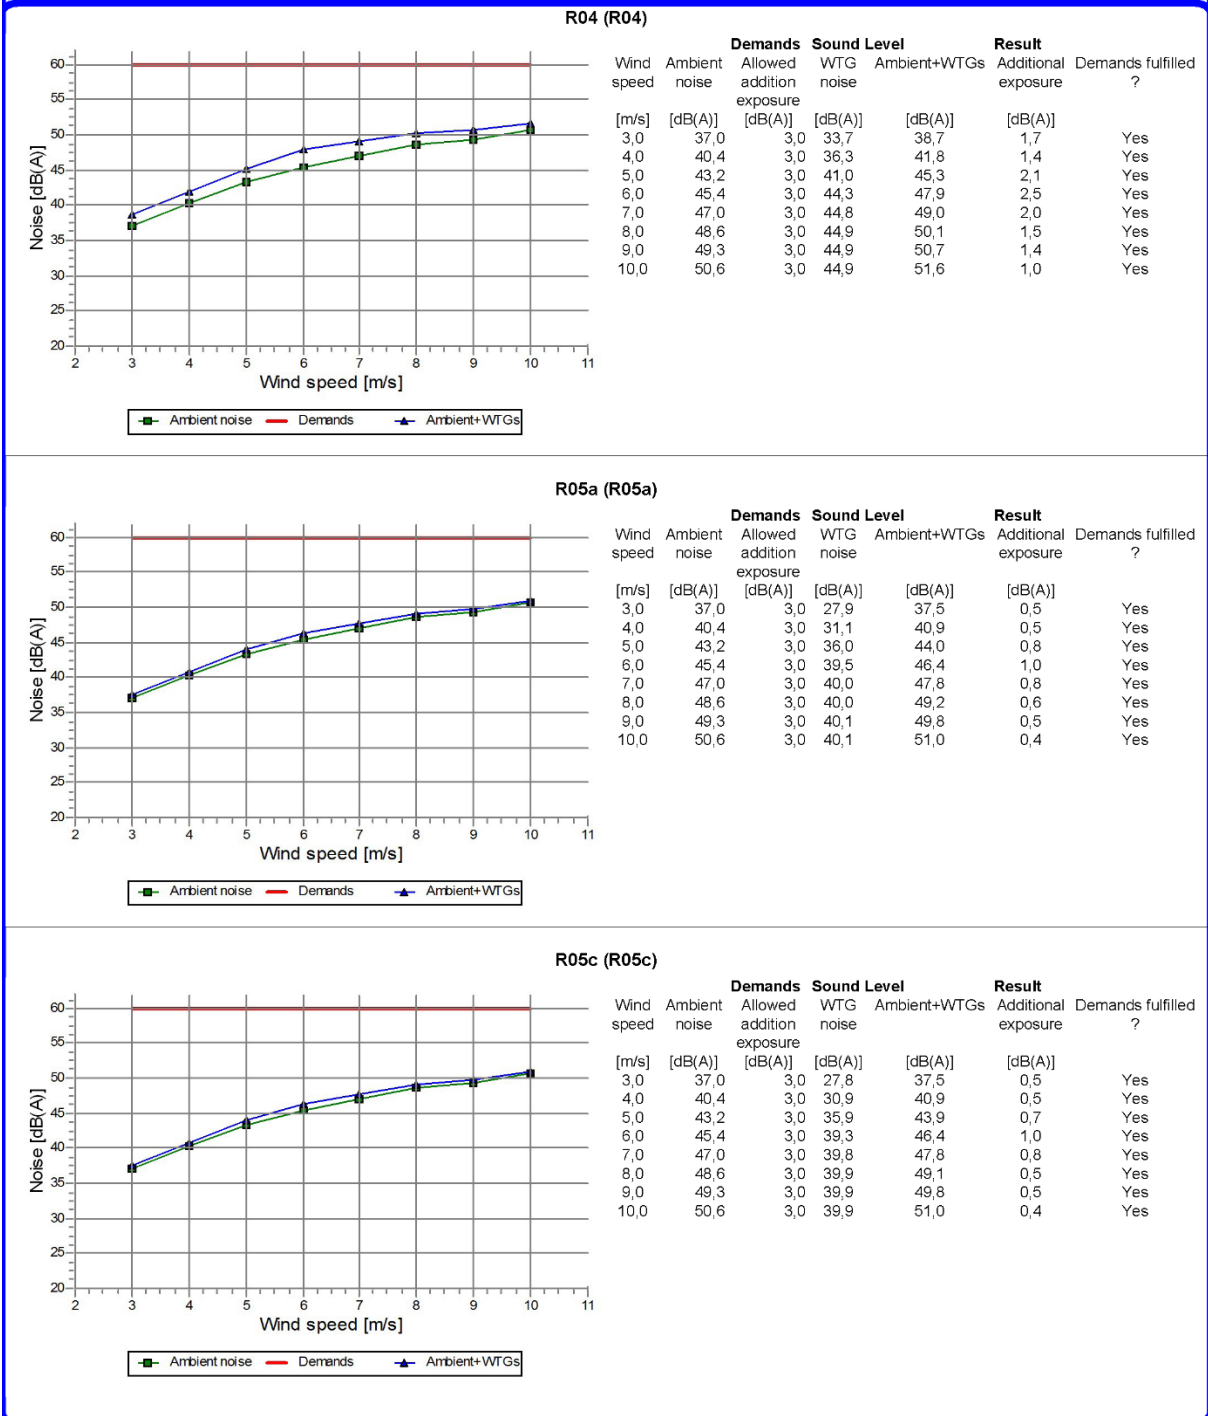 R04 (R04)
60
55
50
45
40
35
30
25
20
2 3 4 5 6 7 8 9 10 11
Noise [dB(A)]
Wind speed [m/s]
Ambient noise Demands Ambient+WTGs
Demands Sound Level Result
Wind Ambient Allowed WTG Ambient+WTGs Additional Demands fulfilled
speed noise addition noise exposure ?
exposure
[m/s] [dB(A)] [dB(A)] [dB(A)] [dB(A)] [dB(A)]
3,0 37,0 3,0 33,7 38,7 1,7 Yes
4,0 40,4 3,0 36,3 41,8 1,4 Yes
5,0 43,2 3,0 41,0 45,3 2,1 Yes
6,0 45,4 3,0 44,3 47,9 2,5 Yes
7,0 47,0 3,0 44,8 49,0 2,0 Yes
8,0 48,6 3,0 44,9 50,1 1,5 Yes
9,0 49,3 3,0 44,9 50,7 1,4 Yes
10,0 50,6 3,0 44,9 51,6 1,0 Yes
R05a (R05a)
60
55
50
45
40
35
30
25
20
2 3 4 5 6 7 8 9 10 11
Noise [dB(A)]
Wind speed [m/s]
Ambient noise Demands Ambient+WTGs
Demands Sound Level Result
Wind Ambient Allowed WTG Ambient+WTGs Additional Demands fulfilled
speed noise addition noise exposure ?
exposure
[m/s] [dB(A)] [dB(A)] [dB(A)] [dB(A)] [dB(A)]
3,0 37,0 3,0 27,9 37,5 0,5 Yes
4,0 40,4 3,0 31,1 40,9 0,5 Yes
5,0 43,2 3,0 36,0 44,0 0,8 Yes
6,0 45,4 3,0 39,5 46,4 1,0 Yes
7,0 47,0 3,0 40,0 47,8 0,8 Yes
8,0 48,6 3,0 40,0 49,2 0,6 Yes
9,0 49,3 3,0 40,1 49,8 0,5 Yes
10,0 50,6 3,0 40,1 51,0 0,4 Yes
R05c (R05c)
60
55
50
45
40
35
30
25
20
2 3 4 5 6 7 8 9 10 11
Noise [dB(A)]
Wind speed [m/s]
Ambient noise Demands Ambient+WTGs
Demands Sound Level Result
Wind Ambient Allowed WTG Ambient+WTGs Additional Demands fulfilled
speed noise addition noise exposure ?
exposure
[m/s] [dB(A)] [dB(A)] [dB(A)] [dB(A)] [dB(A)]
3,0 37,0 3,0 27,8 37,5 0,5 Yes
4,0 40,4 3,0 30,9 40,9 0,5 Yes
5,0 43,2 3,0 35,9 43,9 0,7 Yes
6,0 45,4 3,0 39,3 46,4 1,0 Yes
7,0 47,0 3,0 39,8 47,8 0,8 Yes
8,0 48,6 3,0 39,9 49,1 0,5 Yes
9,0 49,3 3,0 39,9 49,8 0,5 Yes
10,0 50,6 3,0 39,9 51,0 0,4 Yes